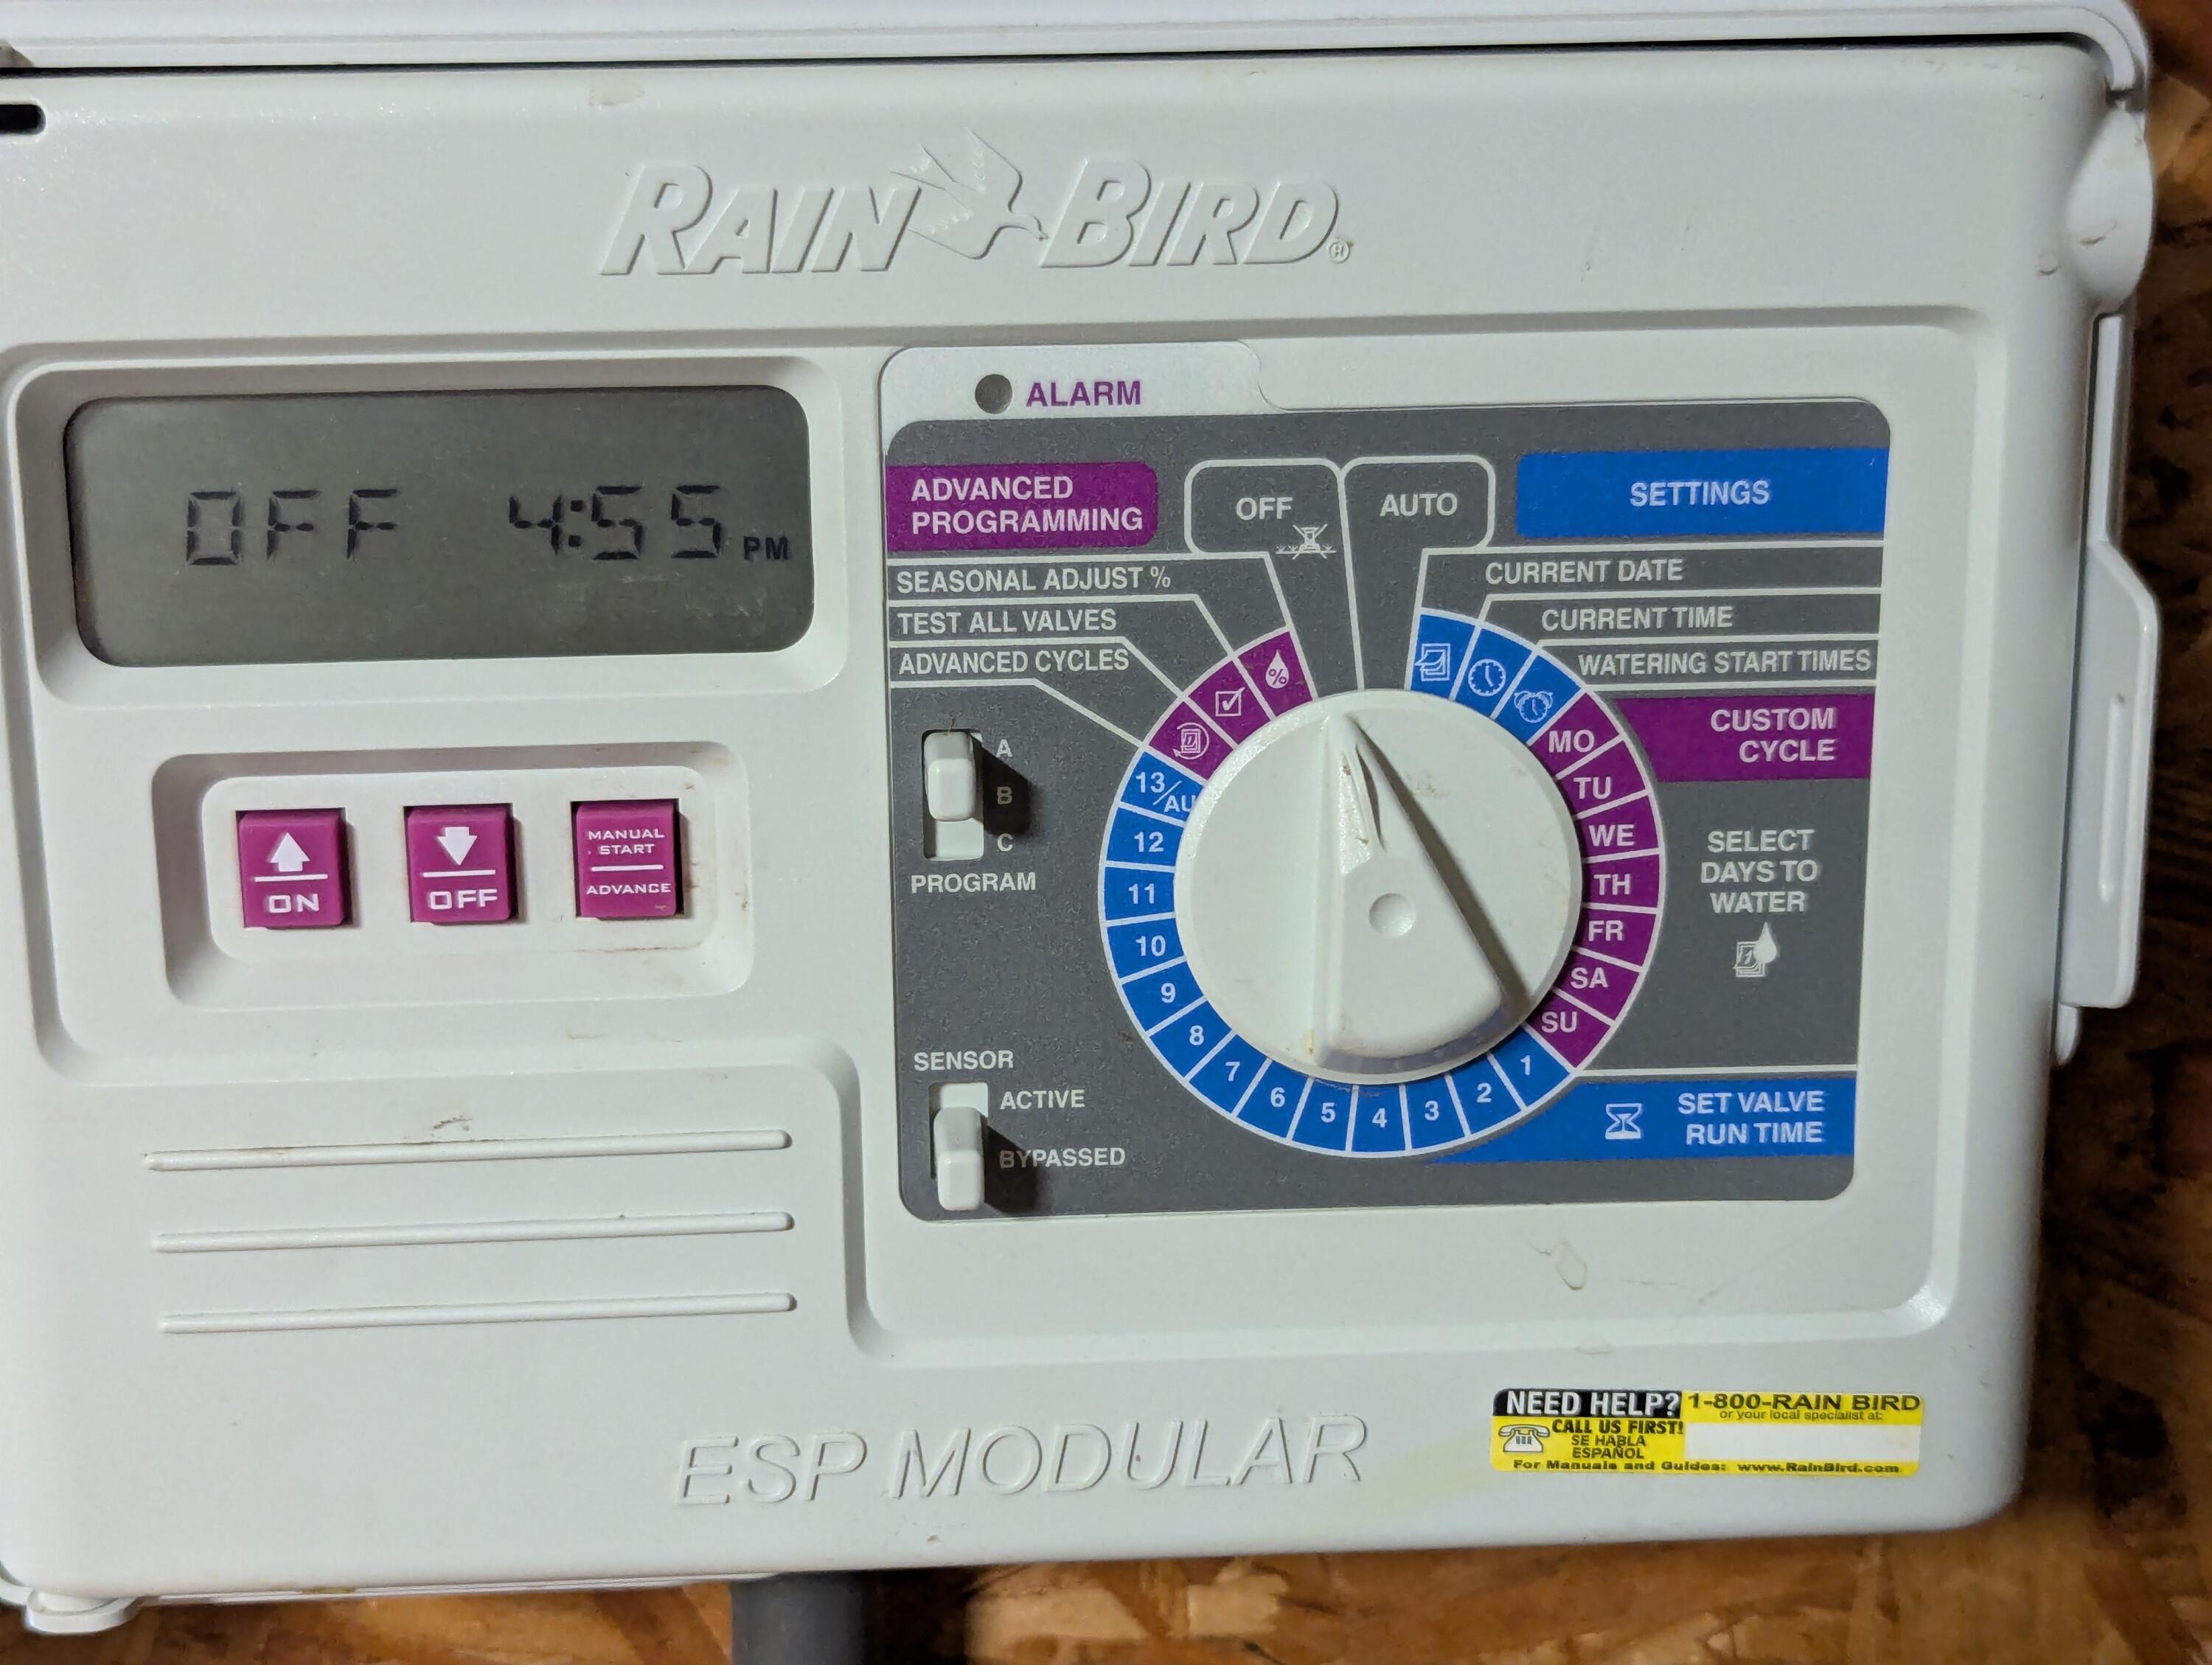 RAIN BIRD®
OFF 4:55 PM
ON
OFF
MANUAL
START
ADVANCE
ALARM
ADVANCED
PROGRAMMING
OFF
AUTO
SETTINGS
SEASONAL ADJUST %
TEST ALL VALVES
ADVANCED CYCLES
CURRENT DATE
CURRENT TIME
WATERING START TIMES
%
CUSTOM
CYCLE
MO
TU
WE
TH
FR
SA
SU
SELECT
DAYS TO
WATER
1
2
3
4
5
6
7
8
9
10
11
12
13/AU
SET VALVE
RUN TIME
A
B
C
PROGRAM
SENSOR
ACTIVE
BYPASSED
ESP MODULAR
NEED HELP?
CALL US FIRST!
SE HABLA
ESPAÑOL
1-800-RAIN BIRD
or your local specialist at:
For Manuals and Guides: www.RainBird.com